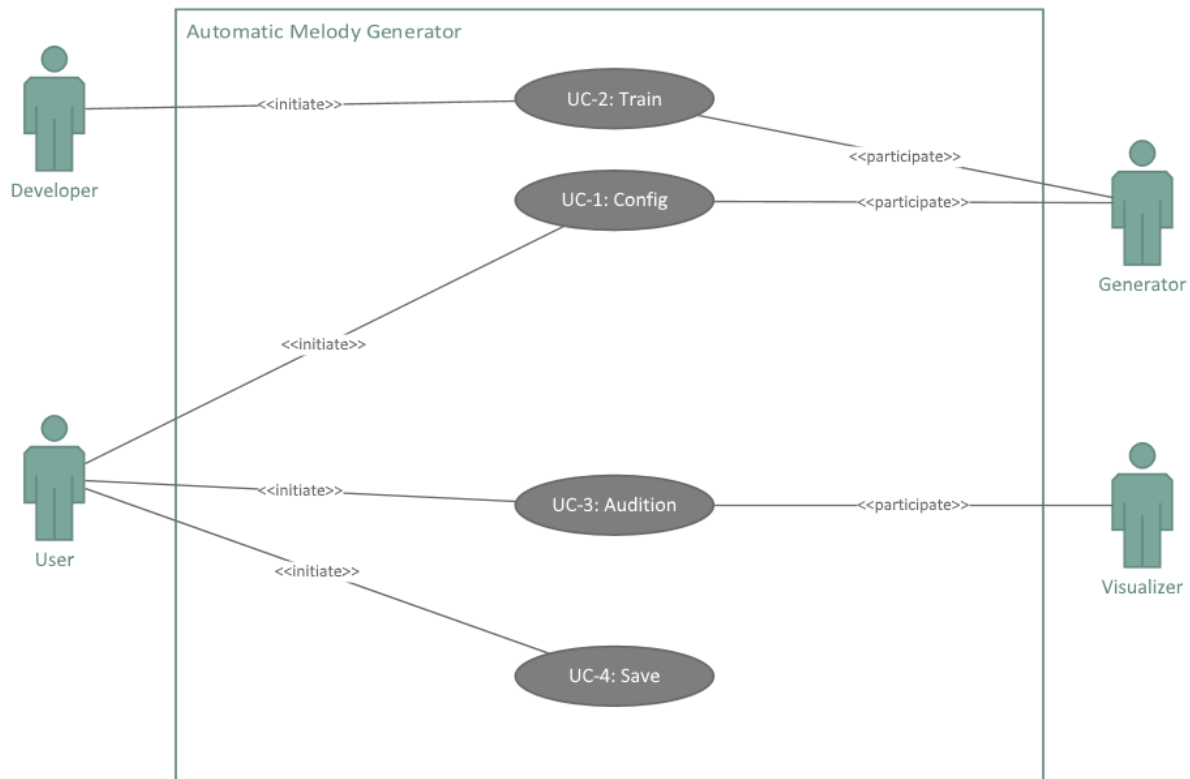 Automatic Melody Generator
<<initiate>>
UC-2: Train
Developer
<<participate>>
UC-1: Config
<<participate>>
Generator
<<initiate>>
<<initiate>>
UC-3: Audition
<<participate>>
User
<<initiate>>
Visualizer
UC-4: Save